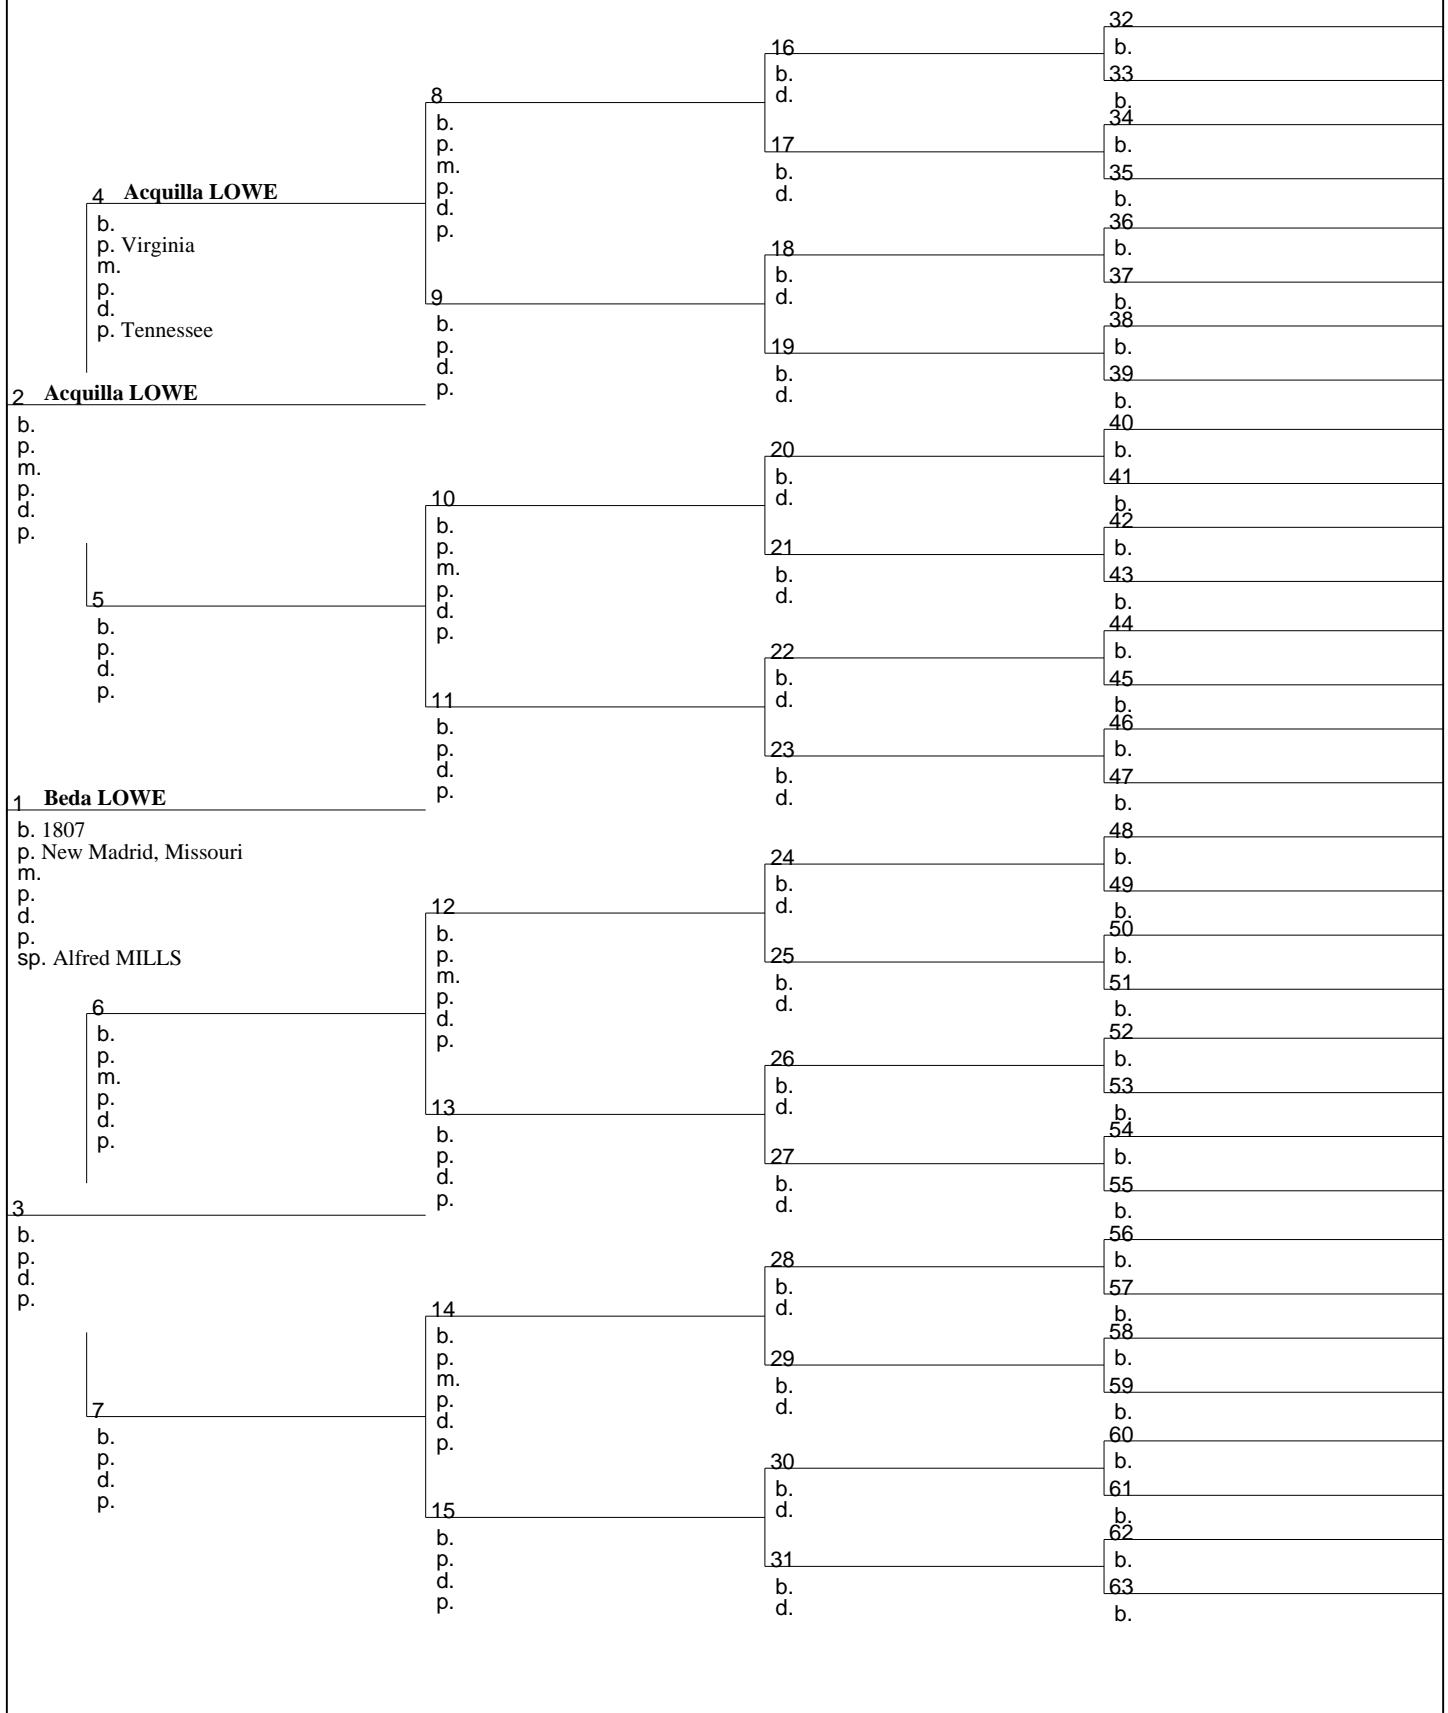 4 Acquilla LOWE
b.
p. Virginia
m.
p.
d.
p. Tennessee
2 Acquilla LOWE
b.
p.
m.
p.
d.
p.
5
b.
p.
d.
p.
1 Beda LOWE
b. 1807
p. New Madrid, Missouri
m.
p.
d.
p.
sp. Alfred MILLS
6
b.
p.
m.
p.
d.
p.
3
b.
p.
d.
p.
7
b.
p.
d.
p.
8
b.
p.
m.
p.
d.
p.
9
b.
p.
d.
p.
10
b.
p.
m.
p.
d.
p.
11
b.
p.
d.
p.
12
b.
p.
m.
p.
d.
p.
13
b.
p.
d.
p.
14
b.
p.
m.
p.
d.
p.
15
b.
p.
d.
p.
16
b.
d.
17
b.
d.
18
b.
d.
19
b.
d.
20
b.
d.
21
b.
d.
22
b.
d.
23
b.
d.
24
b.
d.
25
b.
d.
26
b.
d.
27
b.
d.
28
b.
d.
29
b.
d.
30
b.
d.
31
b.
d.
32
b.
33
b.
34
b.
35
b.
36
b.
37
b.
38
b.
39
b.
40
b.
41
b.
42
b.
43
b.
44
b.
45
b.
46
b.
47
b.
48
b.
49
b.
50
b.
51
b.
52
b.
53
b.
54
b.
55
b.
56
b.
57
b.
58
b.
59
b.
60
b.
61
b.
62
b.
63
b.